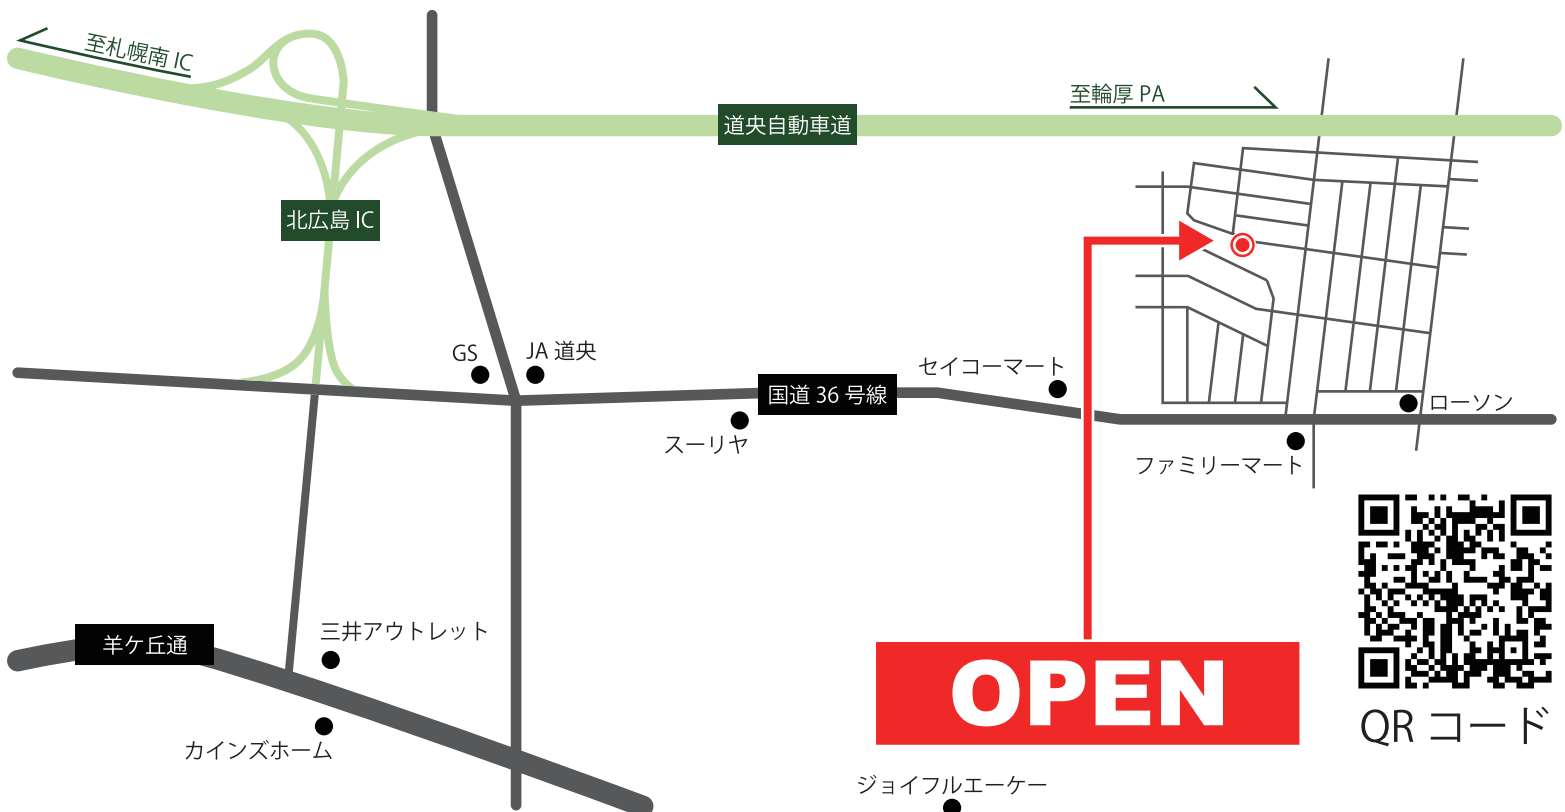 至札幌南 IC
至輪厚 PA
道央自動車道
北広島 IC
GS
JA 道央
セイコーマート
国道 36 号線
ローソン
スーリヤ
ファミリーマート
三井アウトレット
羊ケ丘通
OPEN
QR コード
カインズホーム
ジョイフルエーケー